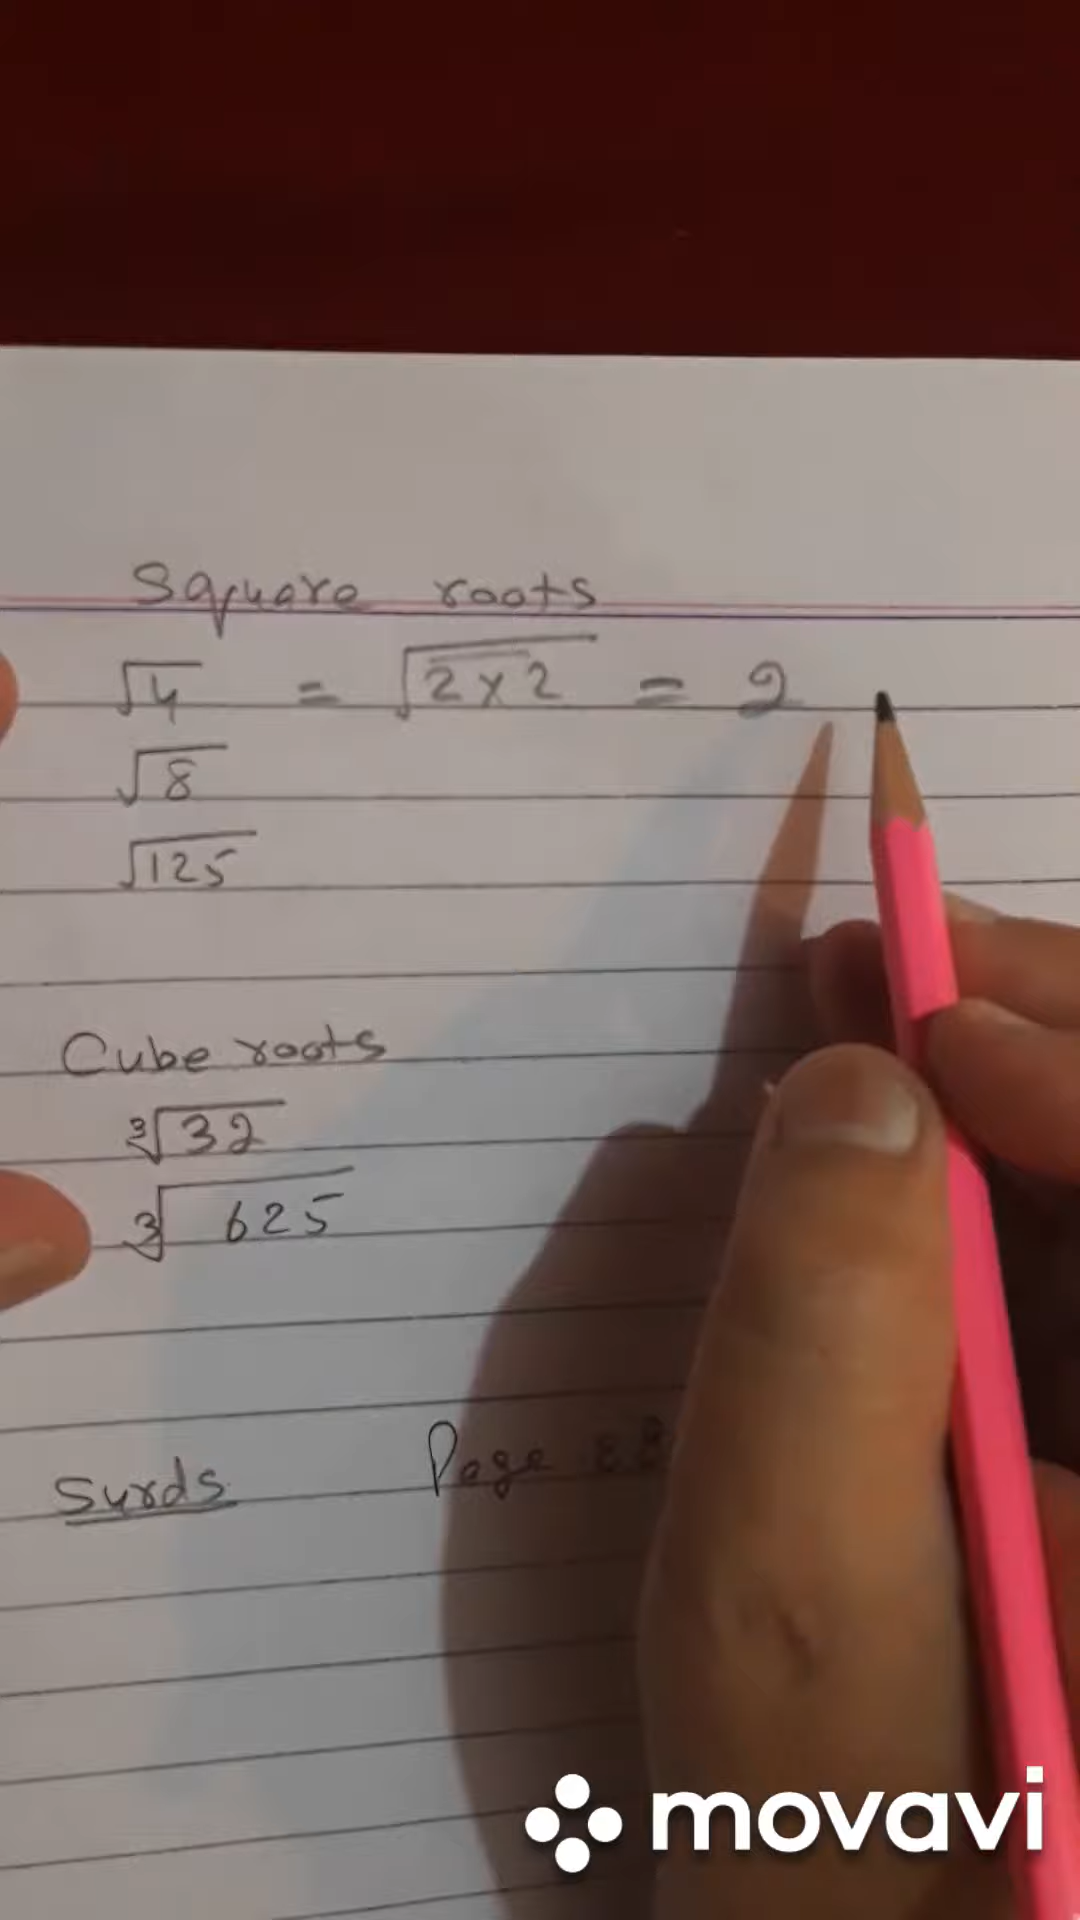 Square roots
√4 = √2×2 = 2
√8
√125
Cube roots
∛32
∛625
Surds Page
movavi